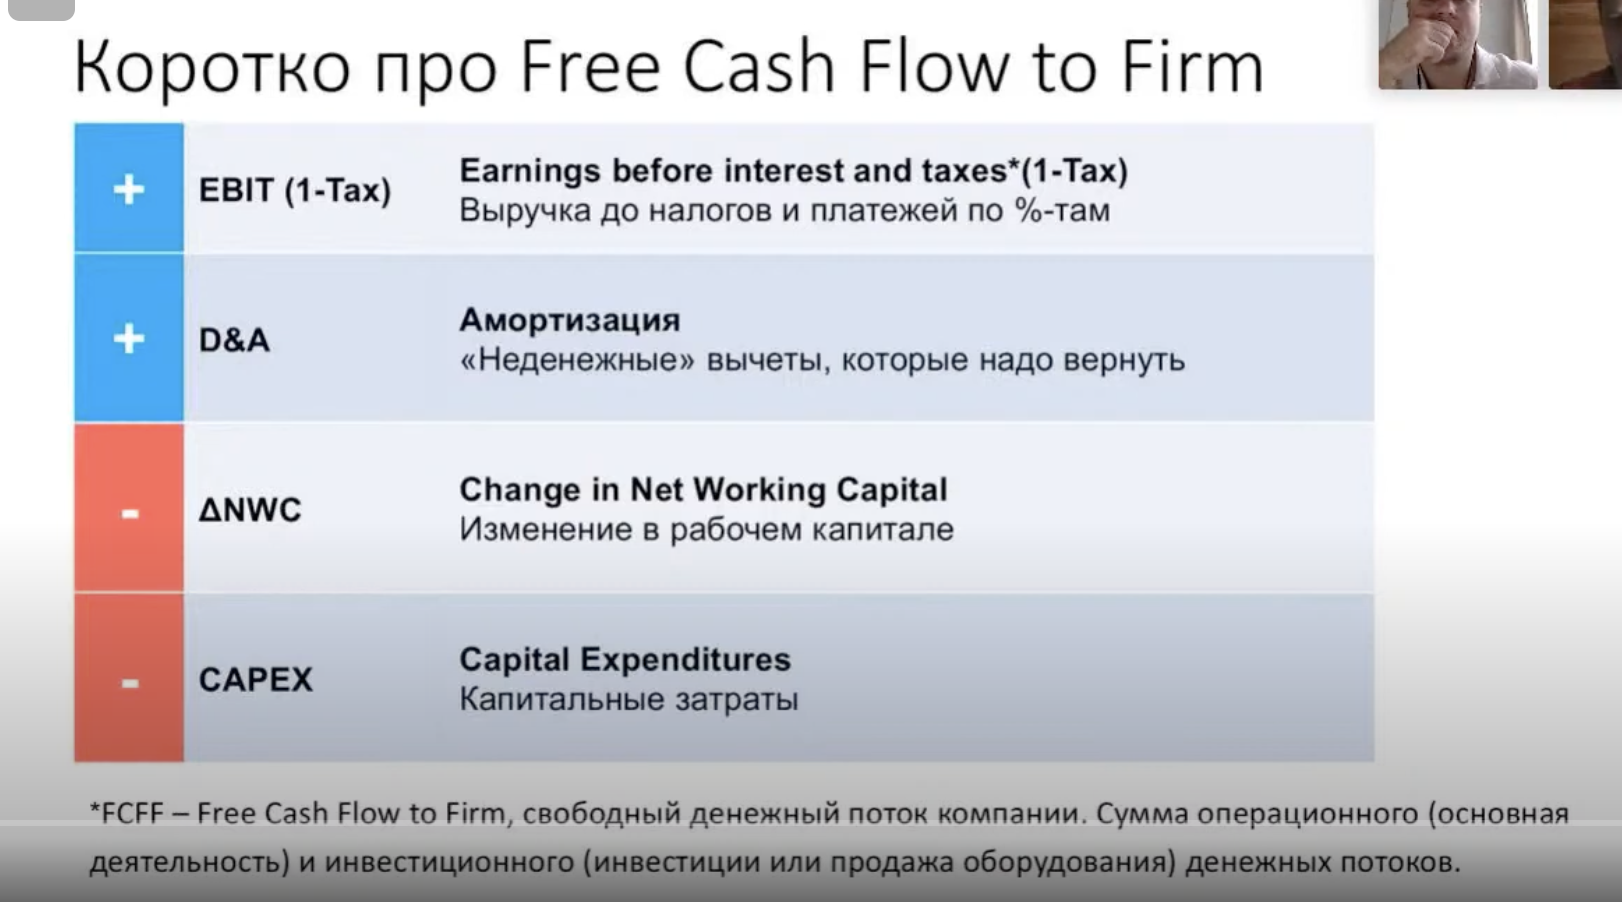 Коротко про Free Cash Flow to Firm
+ EBIT (1-Tax) Earnings before interest and taxes*(1-Tax)
Выручка до налогов и платежей по %-там
+ D&A Амортизация
«Неденежные» вычеты, которые надо вернуть
- ΔNWC Change in Net Working Capital
Изменение в рабочем капитале
- CAPEX Capital Expenditures
Капитальные затраты
*FCFF – Free Cash Flow to Firm, свободный денежный поток компании. Сумма операционного (основная
деятельность) и инвестиционного (инвестиции или продажа оборудования) денежных потоков.